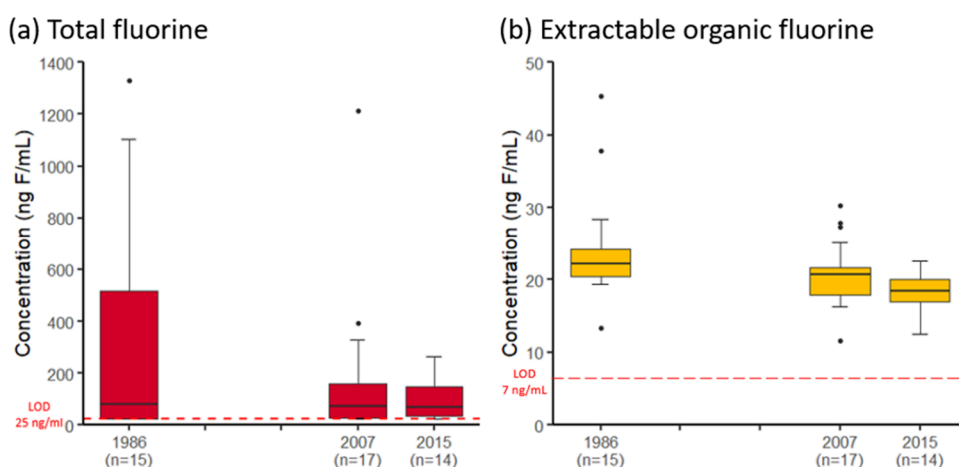 (a) Total fluorine
Concentration (ng F/mL)
1400
1200
1000
800
600
400
200
0
LOD
25 ng/ml
1986
(n=15)
2007
(n=17)
2015
(n=14)
(b) Extractable organic fluorine
Concentration (ng F/mL)
50
40
30
20
10
0
LOD
7 ng/mL
1986
(n=15)
2007
(n=17)
2015
(n=14)